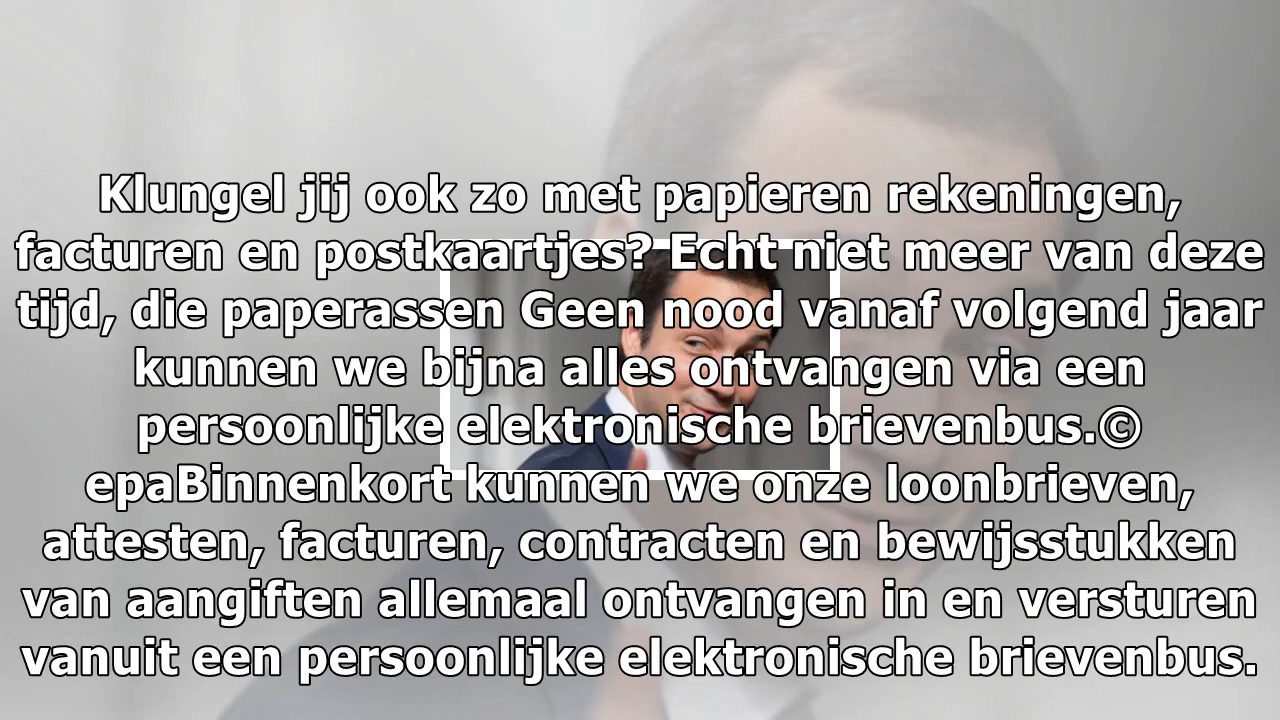 Klungel jij ook zo met papieren rekeningen,
facturen en postkaartjes? Echt niet meer van deze
tijd, die paperassen Geen nood vanaf volgend jaar
kunnen we bijna alles ontvangen via een
persoonlijke elektronische brievenbus.©
epaBinnenkort kunnen we onze loonbrieven,
attesten, facturen, contracten en bewijsstukken
van aangiften allemaal ontvangen in en versturen
vanuit een persoonlijke elektronische brievenbus.